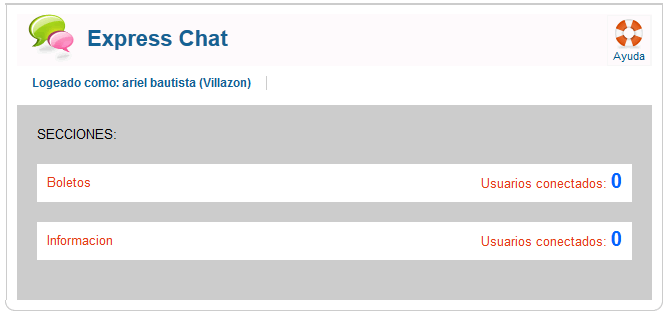 Express Chat
Ayuda
Logeado como: ariel bautista (Villazon)
SECCIONES:
Boletos Usuarios conectados: 0
Informacion Usuarios conectados: 0